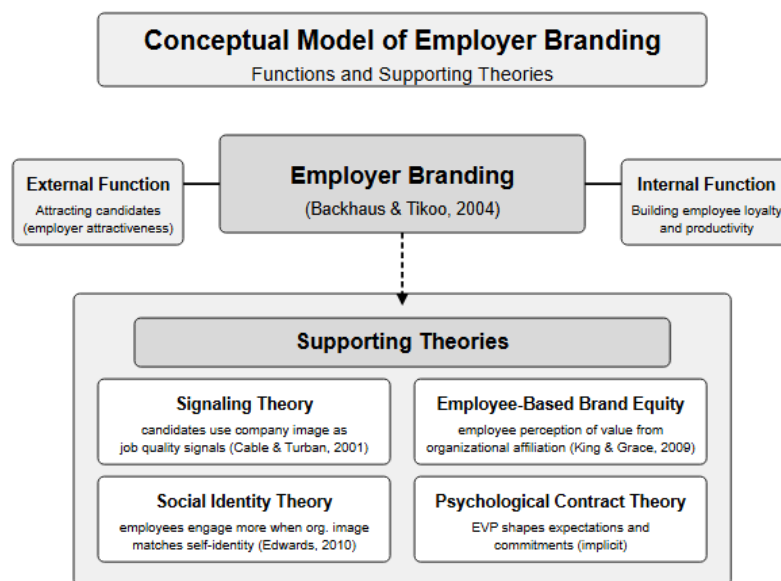 Conceptual Model of Employer Branding
Functions and Supporting Theories
External Function
Attracting candidates
(employer attractiveness)
Employer Branding
(Backhaus & Tikoo, 2004)
Internal Function
Building employee loyalty
and productivity
Supporting Theories
Signaling Theory
candidates use company image as
job quality signals (Cable & Turban, 2001)
Employee-Based Brand Equity
employee perception of value from
organizational affiliation (King & Grace, 2009)
Social Identity Theory
employees engage more when org. image
matches self-identity (Edwards, 2010)
Psychological Contract Theory
EVP shapes expectations and
commitments (implicit)